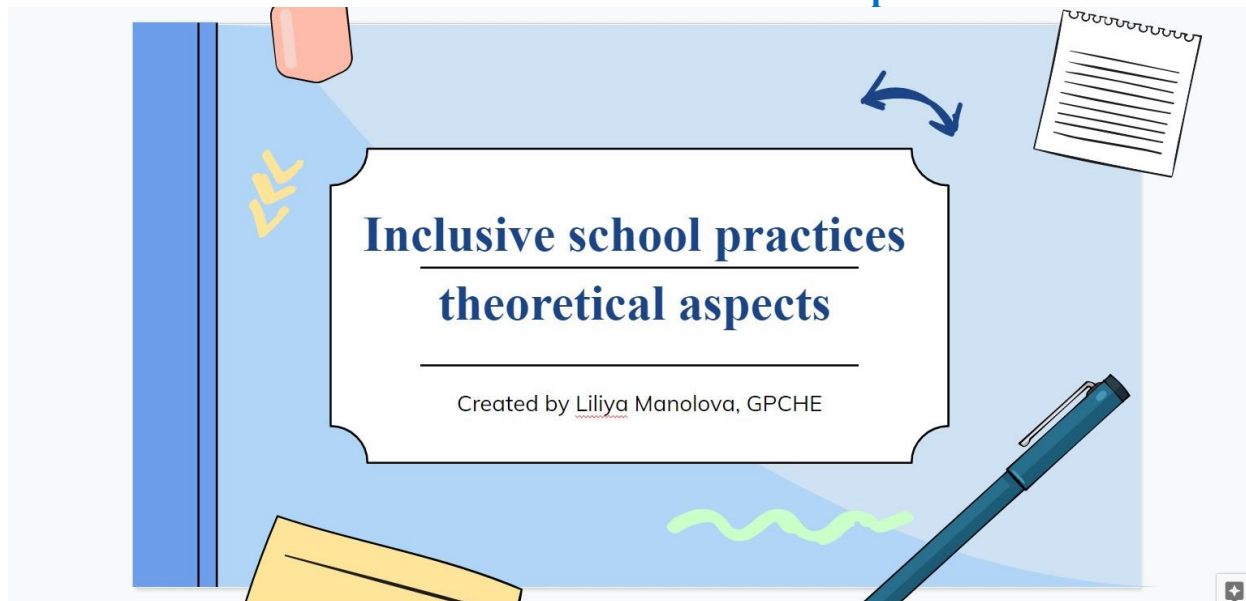 Inclusive school practices
theoretical aspects
Created by Liliya Manolova, GPCHE